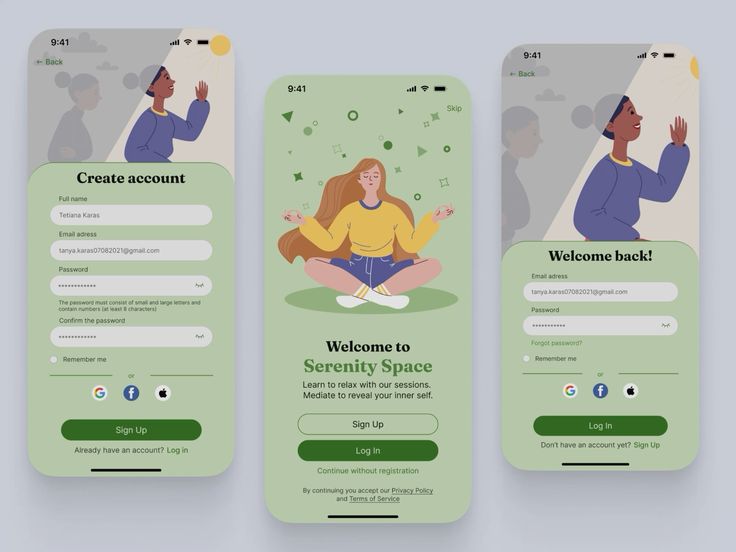 9:41
← Back
Create account
Full name
Tetiana Karas
Email adress
tanya.karas07082021@gmail.com
Password
************
The password must consist of small and large letters and
contain numbers (at least 8 characters)
Confirm the password
************
Remember me
or
Sign Up
Already have an account? Log in
9:41
Skip
Welcome to
Serenity Space
Learn to relax with our sessions.
Mediate to reveal your inner self.
Sign Up
Log In
Continue without registration
By continuing you accept our Privacy Policy
and Terms of Service
9:41
← Back
Welcome back!
Email adress
tanya.karas07082021@gmail.com
Password
***********
Forgot password?
Remember me
or
Log In
Don't have an account yet? Sign Up